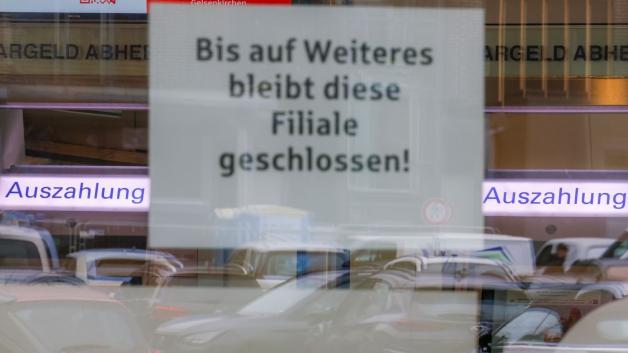 Gelsenkirchen
ARGELD ABHE
ARGELD ABHE
Bis auf Weiteres
bleibt diese
Filiale
geschlossen!
Auszahlung
Auszahlung